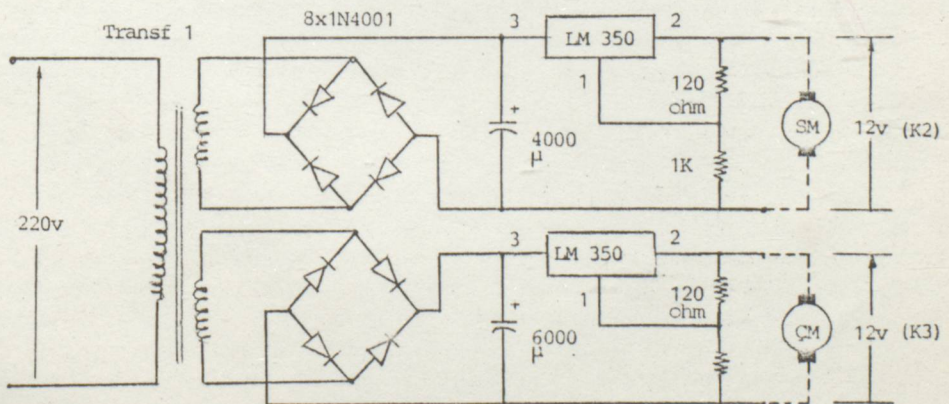 Transf 1
8x1N4001
3
LM 350
2
1
120
ohm
1K
+
4000
µ
SM
12v (K2)
220v
3
LM 350
2
1
120
ohm
+
6000
µ
ÇM
12v (K3)